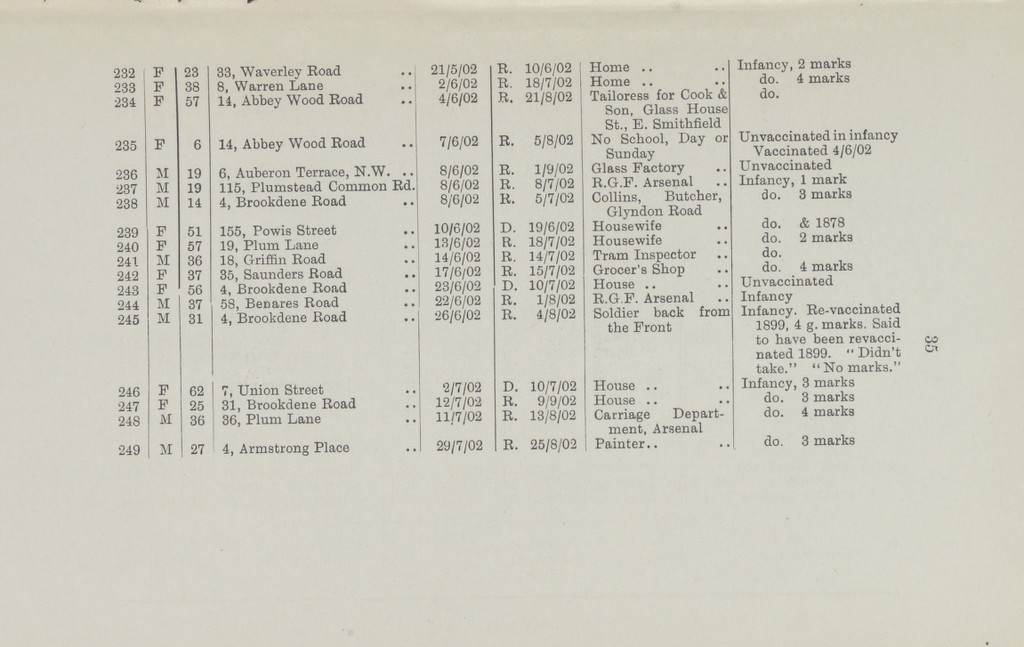 232 F 23 33, Waverley Road .. 21/5/02 R. 10/6/02 Home .. .. Infancy, 2 marks
233 F 38 8, Warren Lane .. 2/6/02 R. 18/7/02 Home .. .. do. 4 marks
234 F 57 14, Abbey Wood Road .. 4/6/02 R. 21/8/02 Tailoress for Cook & do.
Son, Glass House
St., E. Smithfield
235 F 6 14, Abbey Wood Road .. 7/6/02 R. 5/8/02 No School, Day or Unvaccinated in infancy
Sunday Vaccinated 4/6/02
236 M 19 6, Auberon Terrace, N.W. .. 8/6/02 R. 1/9/02 Glass Factory .. Unvaccinated
237 M 19 115, Plumstead Common Rd. 8/6/02 R. 8/7/02 R.G.F. Arsenal .. Infancy, 1 mark
238 M 14 4, Brookdene Road .. 8/6/02 R. 5/7/02 Collins, Butcher, do. 3 marks
Glyndon Road
239 F 51 155, Powis Street .. 10/6/02 D. 19/6/02 Housewife .. do. & 1878
240 F 57 19, Plum Lane .. 13/6/02 R. 18/7/02 Housewife .. do. 2 marks
241 M 36 18, Griffin Road .. 14/6/02 R. 14/7/02 Tram Inspector .. do.
242 F 37 35, Saunders Road .. 17/6/02 R. 15/7/02 Grocer's Shop .. do. 4 marks
243 F 56 4, Brookdene Road .. 23/6/02 D. 10/7/02 House .. .. Unvaccinated
244 M 37 58, Benares Road .. 22/6/02 R. 1/8/02 R.G.F. Arsenal .. Infancy
245 M 31 4, Brookdene Road .. 26/6/02 R. 4/8/02 Soldier back from Infancy. Re-vaccinated
the Front 1899, 4 g. marks. Said
to have been revacci-
nated 1899. "Didn't
take." "No marks."
246 F 62 7, Union Street .. 2/7/02 D. 10/7/02 House .. .. Infancy, 3 marks
247 F 25 31, Brookdene Road .. 12/7/02 R. 9/9/02 House .. .. do. 3 marks
248 M 36 36, Plum Lane .. 11/7/02 R. 13/8/02 Carriage Depart- do. 4 marks
ment, Arsenal
249 M 27 4, Armstrong Place .. 29/7/02 R. 25/8/02 Painter.. .. do. 3 marks
35